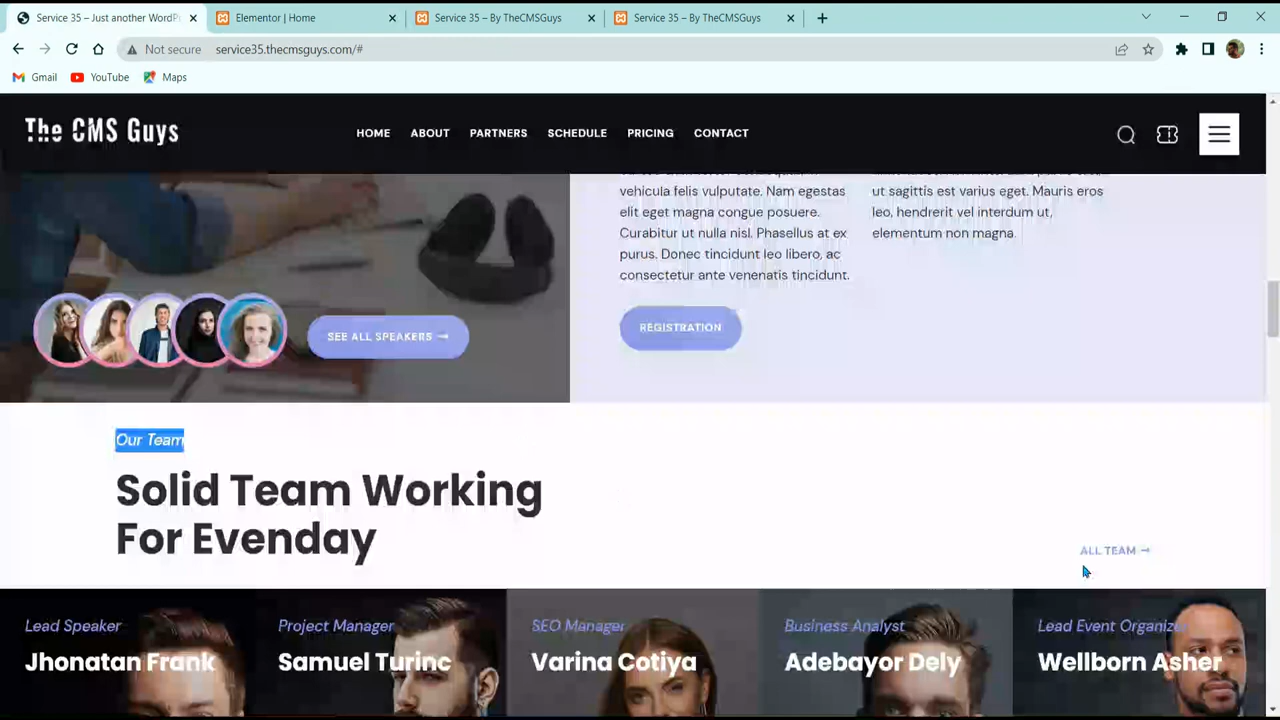 Service 35 – Just another WordPr
Elementor | Home
Service 35 – By TheCMSGuys
Service 35 – By TheCMSGuys
Not secure
service35.thecmsguys.com/#
Gmail
YouTube
Maps
The CMS Guys
HOME
ABOUT
PARTNERS
SCHEDULE
PRICING
CONTACT
vehicula felis vulputate. Nam egestas
elit eget magna congue posuere.
Curabitur ut nulla nisl. Phasellus at ex
purus. Donec tincidunt leo libero, ac
consectetur ante venenatis tincidunt.
ut sagittis est varius eget. Mauris eros
leo, hendrerit vel interdum ut,
elementum non magna.
SEE ALL SPEAKERS
REGISTRATION
Our Team
Solid Team Working
For Evenday
ALL TEAM
Lead Speaker
Jhonatan Frank
Project Manager
Samuel Turinc
SEO Manager
Varina Cotiya
Business Analyst
Adebayor Dely
Lead Event Organizer
Wellborn Asher